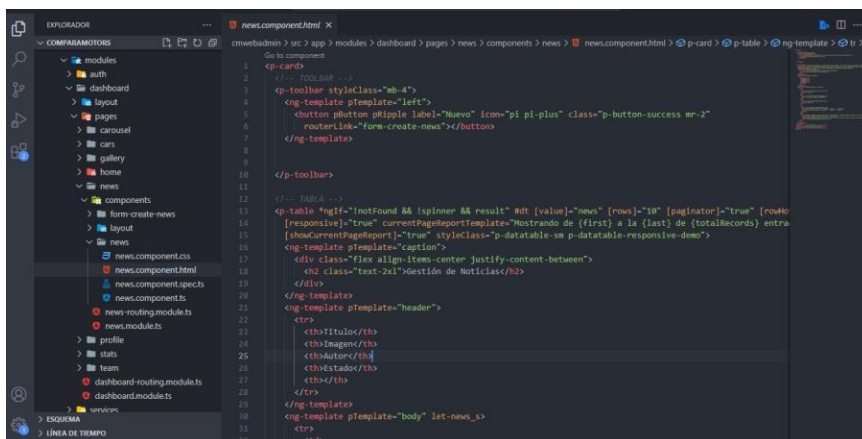 EXPLORADOR
COMPARAMOTORS
modules
auth
dashboard
layout
pages
carousel
cars
gallery
home
news
components
form-create-news
layout
news
news.component.css
news.component.html
news.component.spec.ts
news.component.ts
news-routing.module.ts
news.module.ts
profile
stats
team
dashboard-routing.module.ts
dashboard.module.ts
services
ESQUEMA
LÍNEA DE TIEMPO
2
news.component.html
cmwebadmin > src > app > modules > dashboard > pages > news > components > news > news.component.html > p-card > p-table > ng-template > tr >
Go to component
1 <p-card>
2 <!-- TOOLBAR -->
3 <p-toolbar styleClass="mb-4">
4 <ng-template pTemplate="left">
5 <button pButton pRipple label="Nuevo" icon="pi pi-plus" class="p-button-success mr-2"
6 routerLink="form-create-news"></button>
7 </ng-template>
8
9
10 </p-toolbar>
11
12 <!-- TABLA -->
13 <p-table *ngIf="!notFound && !spinner && result" #dt [value]="news" [rows]="10" [paginator]="true" [rowHo
14 [responsive]="true" currentPageReportTemplate="Mostrando de {first} a la {last} de {totalRecords} entra
15 [showCurrentPageReport]="true" styleClass="p-datatable-sm p-datatable-responsive-demo">
16 <ng-template pTemplate="caption">
17 <div class="flex align-items-center justify-content-between">
18 <h2 class="text-2xl">Gestión de Noticias</h2>
19 </div>
20 </ng-template>
21 <ng-template pTemplate="header">
22 <tr>
23 <th>Título</th>
24 <th>Imagen</th>
25 <th>Autor</th>
26 <th>Estado</th>
27 <th></th>
28 </tr>
29 </ng-template>
30 <ng-template pTemplate="body" let-news_s>
31 <tr>